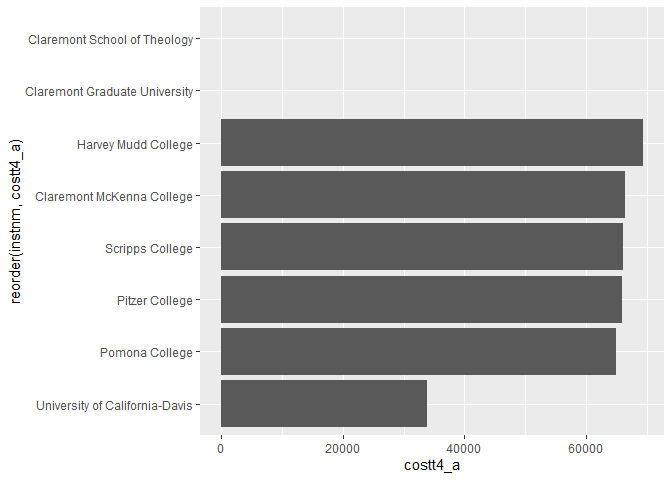 Claremont School of Theology
Claremont Graduate University
Harvey Mudd College
Claremont McKenna College
Scripps College
Pitzer College
Pomona College
University of California-Davis
reorder(instnm, costt4_a)
0 20000 40000 60000
costt4_a